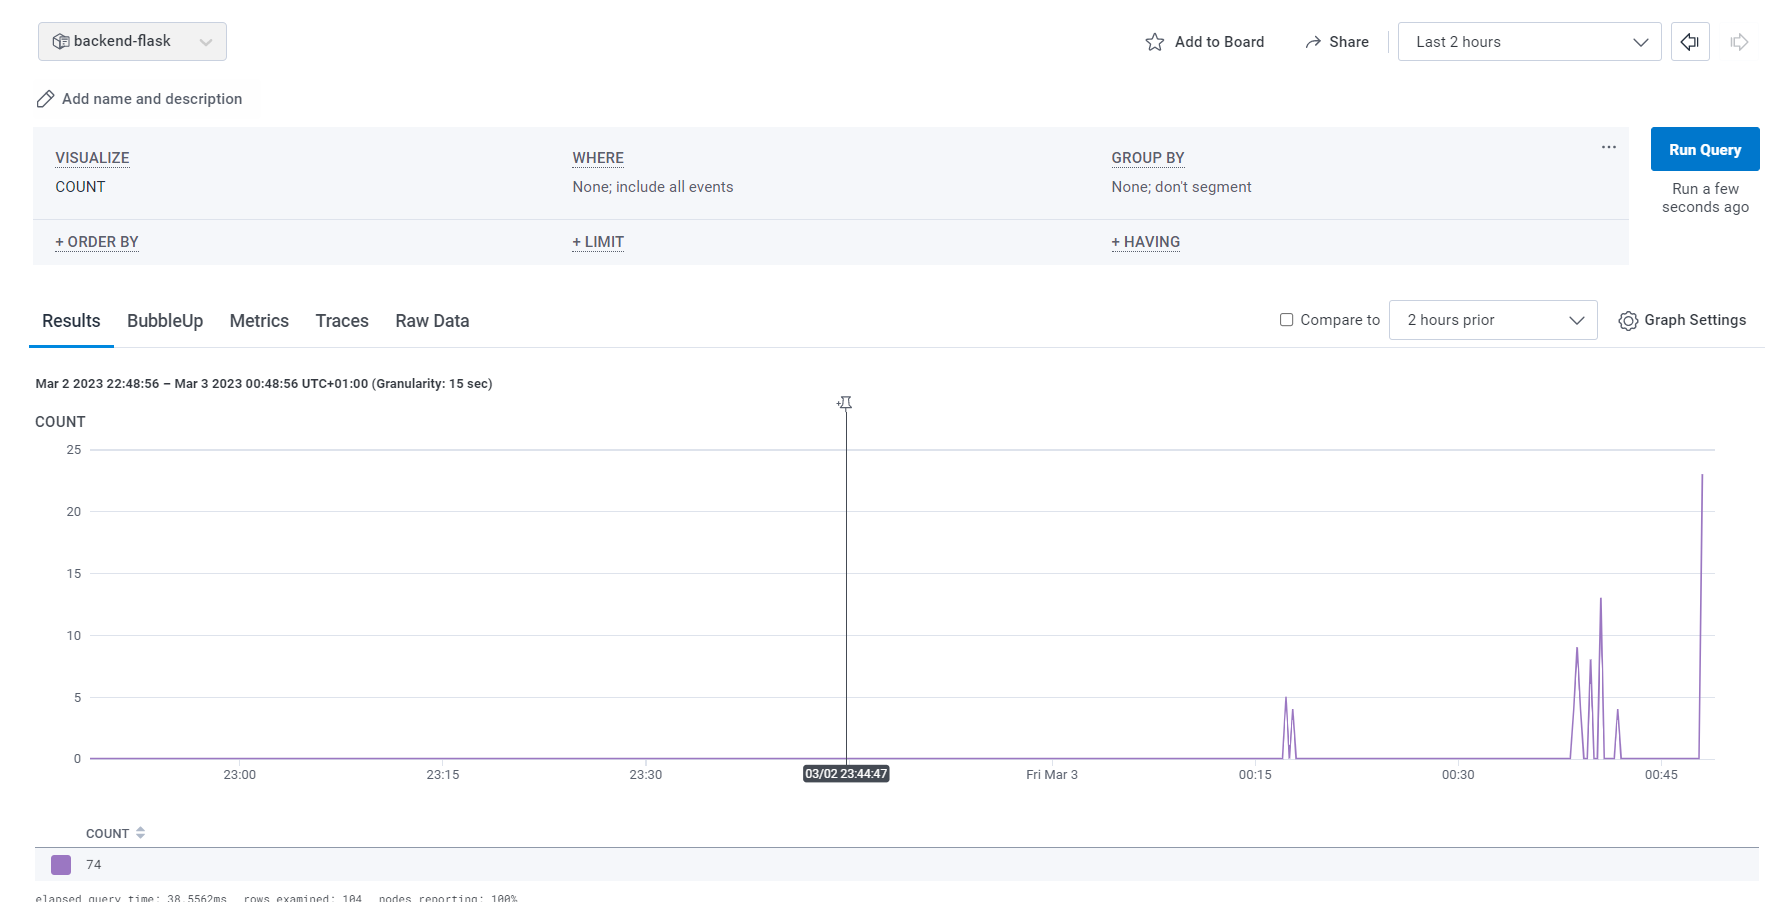 backend-flask
Add to Board
Share
Last 2 hours
Add name and description
VISUALIZE
WHERE
GROUP BY
...
Run Query
COUNT
None; include all events
None; don't segment
Run a few
seconds ago
+ ORDER BY
+ LIMIT
+ HAVING
Results
BubbleUp
Metrics
Traces
Raw Data
Compare to
2 hours prior
Graph Settings
Mar 2 2023 22:48:56 – Mar 3 2023 00:48:56 UTC+01:00 (Granularity: 15 sec)
COUNT
25
20
15
10
5
0
23:00
23:15
23:30
03/02 23:44:47
Fri Mar 3
00:15
00:30
00:45
COUNT
74
elapsed query time: 38.5562ms rows examined: 104 nodes reporting: 100%